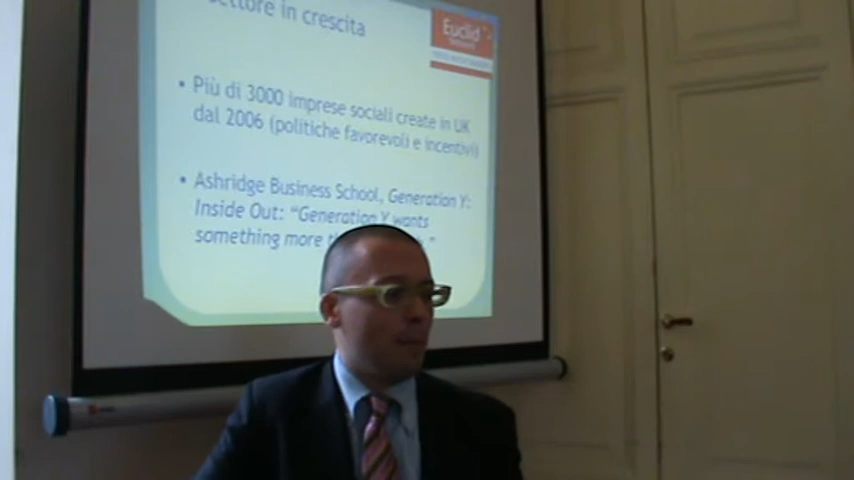 settore in crescita
Euclid
• Più di 3000 imprese sociali create in UK
dal 2006 (politiche favorevoli e incentivi)
• Ashridge Business School, Generation Y:
Inside Out: “Generation Y wants
something more
”